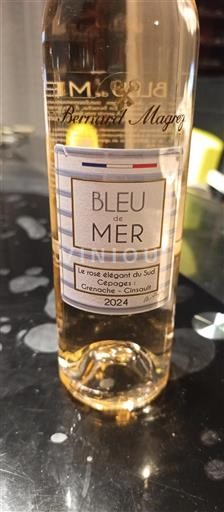 Bernard Magrez
BLEU
de
MER
Le rosé élégant du Sud
Cépages :
Grenache - Cinsault
2024